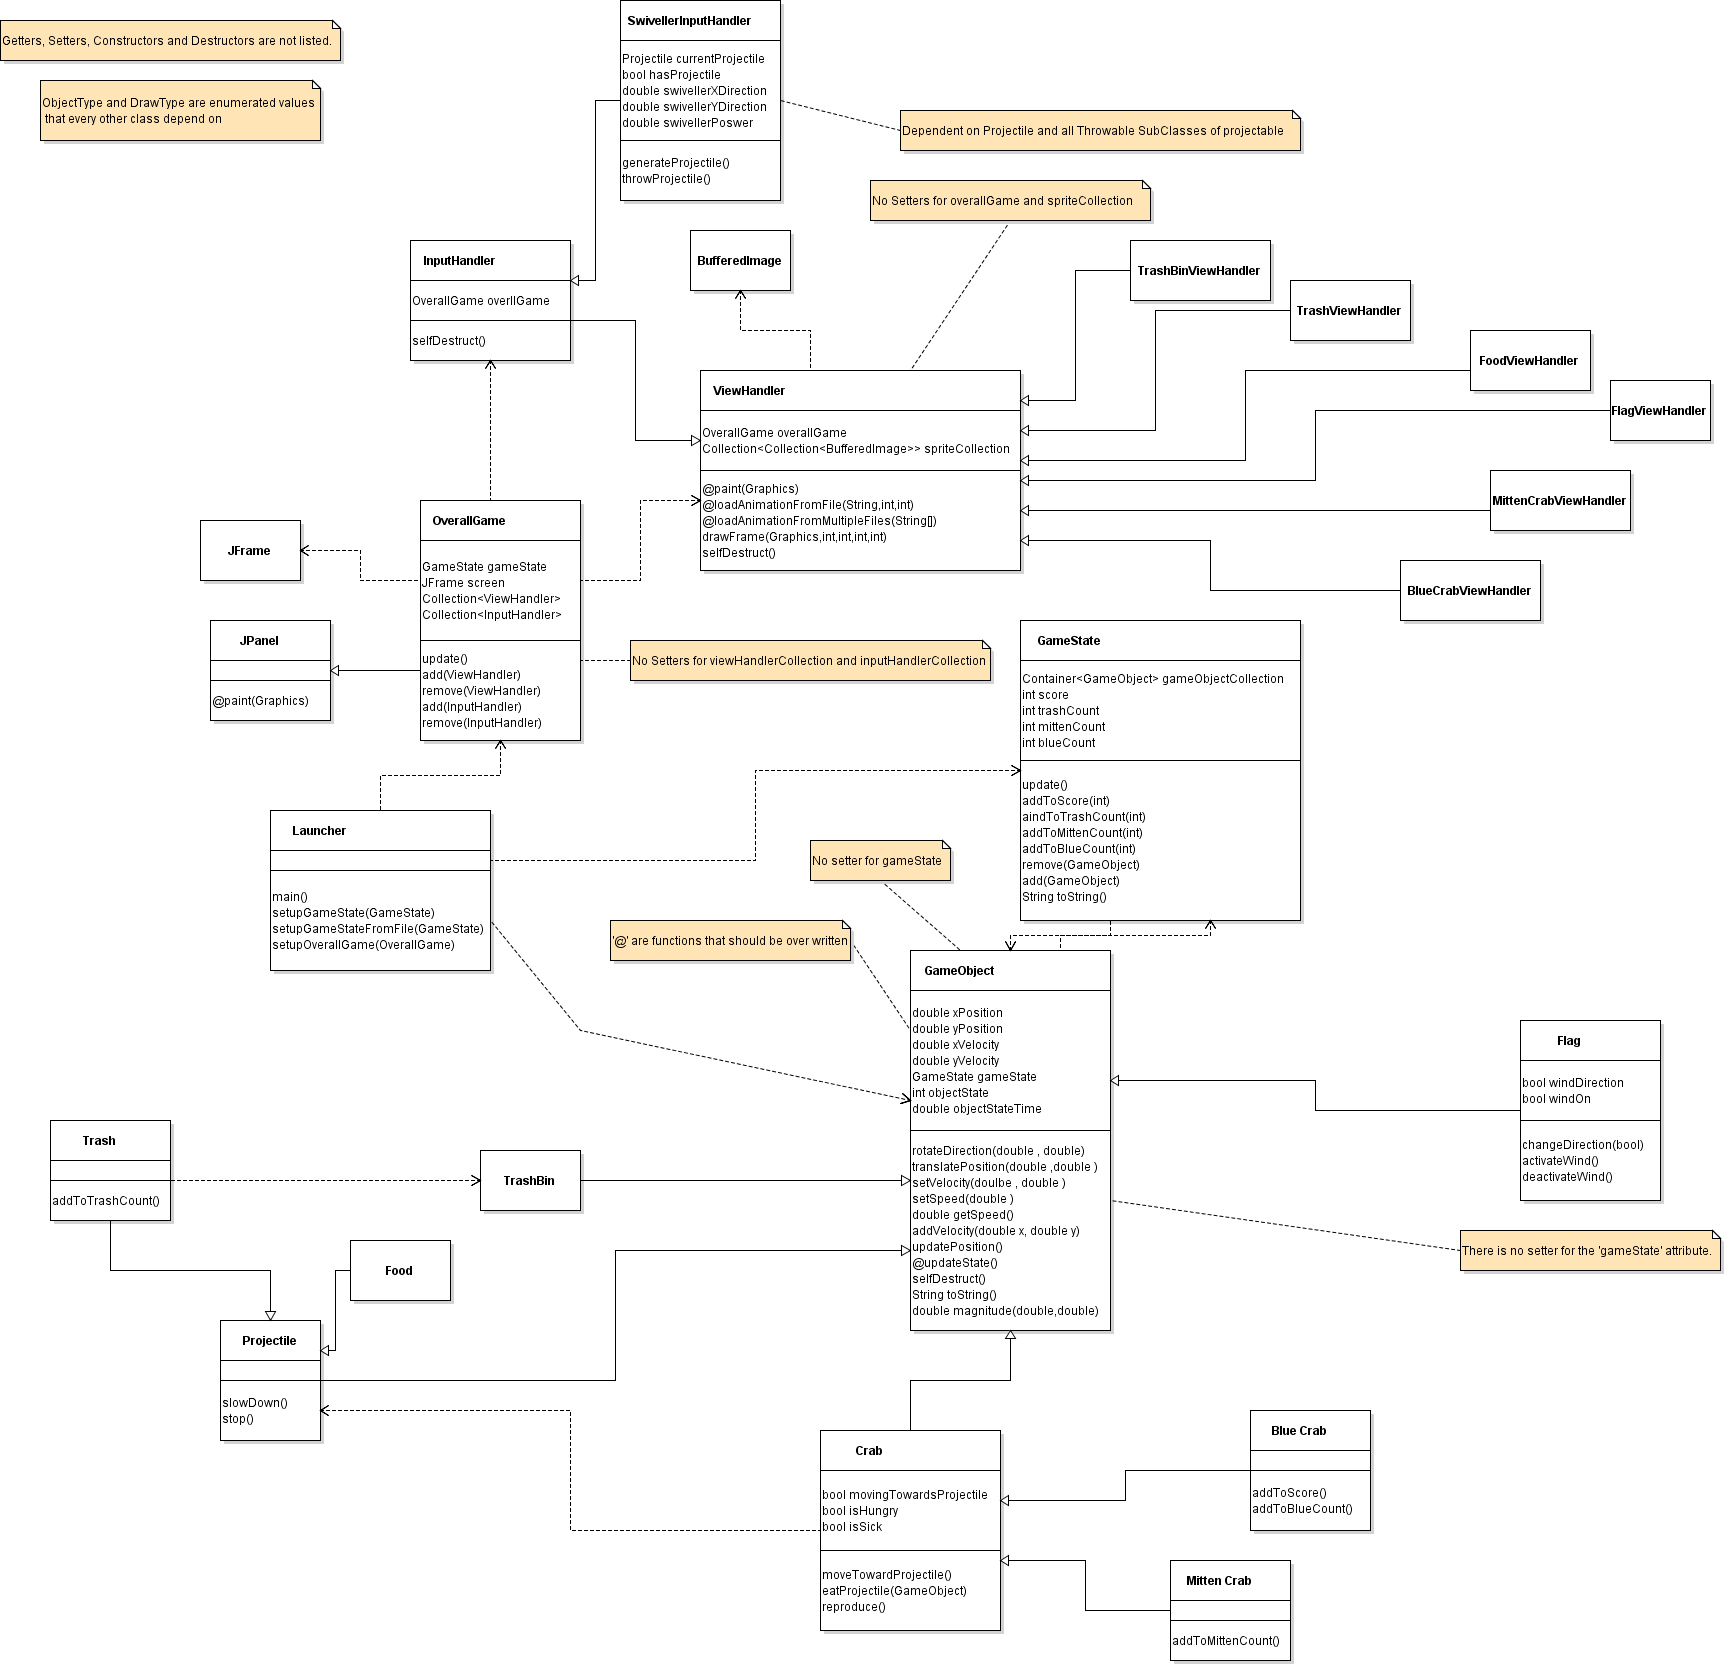 SwivellerInputHandler
Projectile currentProjectile
bool hasProjectile
double swivellerXDirection
double swivellerYDirection
double swivellerPoswer
generateProjectile()
throwProjectile()
Getters, Setters, Constructors and Destructors are not listed.
ObjectType and DrawType are enumerated values
that every other class depend on
Dependent on Projectile and all Throwable SubClasses of projectable
No Setters for overallGame and spriteCollection
InputHandler
OverallGame overllGame
selfDestruct()
BufferedImage
TrashBinViewHandler
TrashViewHandler
FoodViewHandler
FlagViewHandler
MittenCrabViewHandler
BlueCrabViewHandler
ViewHandler
OverallGame overallGame
Collection<Collection<BufferedImage>> spriteCollection
@paint(Graphics)
@loadAnimationFromFile(String,int,int)
@loadAnimationFromMultipleFiles(String[])
drawFrame(Graphics,int,int,int,int)
selfDestruct()
OverallGame
GameState gameState
JFrame screen
Collection<ViewHandler>
Collection<InputHandler>
update()
add(ViewHandler)
remove(ViewHandler)
add(InputHandler)
remove(InputHandler)
JFrame
JPanel
@paint(Graphics)
No Setters for viewHandlerCollection and inputHandlerCollection
GameState
Container<GameObject> gameObjectCollection
int score
int trashCount
int mittenCount
int blueCount
update()
addToScore(int)
aindToTrashCount(int)
addToMittenCount(int)
addToBlueCount(int)
remove(GameObject)
add(GameObject)
String toString()
Launcher
main()
setupGameState(GameState)
setupGameStateFromFile(GameState)
setupOverallGame(OverallGame)
No setter for gameState
'@' are functions that should be over written
GameObject
double xPosition
double yPosition
double xVelocity
double yVelocity
GameState gameState
int objectState
double objectStateTime
rotateDirection(double , double)
translatePosition(double ,double )
setVelocity(doulbe , double )
setSpeed(double )
double getSpeed()
addVelocity(double x, double y)
updatePosition()
@updateState()
selfDestruct()
String toString()
double magnitude(double,double)
Flag
bool windDirection
bool windOn
changeDirection(bool)
activateWind()
deactivateWind()
There is no setter for the 'gameState' attribute.
Trash
addToTrashCount()
TrashBin
Food
Projectile
slowDown()
stop()
Crab
bool movingTowardsProjectile
bool isHungry
bool isSick
moveTowardProjectile()
eatProjectile(GameObject)
reproduce()
Blue Crab
addToScore()
addToBlueCount()
Mitten Crab
addToMittenCount()